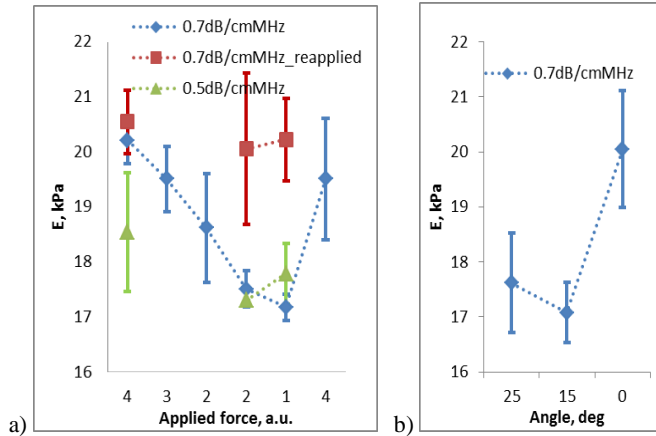 0.7dB/cmMHz
0.7dB/cmMHz_reapplied
0.5dB/cmMHz
22
21
20
19
18
17
16
E, kPa
4 3 2 2 1 4
Applied force, a.u.
a)
0.7dB/cmMHz
22
21
20
19
18
17
16
E, kPa
25 15 0
Angle, deg
b)